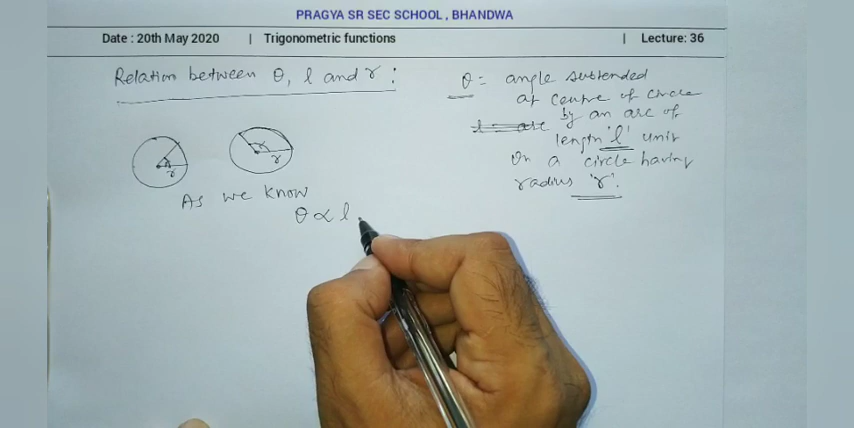 PRAGYA SR SEC SCHOOL , BHANDWA
Date : 20th May 2020 | Trigonometric functions | Lecture: 36
Relation between θ, l and r :
θ = angle subtended
at centre of circle
by an arc of
length 'l' unit
on a circle having
radius 'r'.
r
r
As we know
θ ∝ l